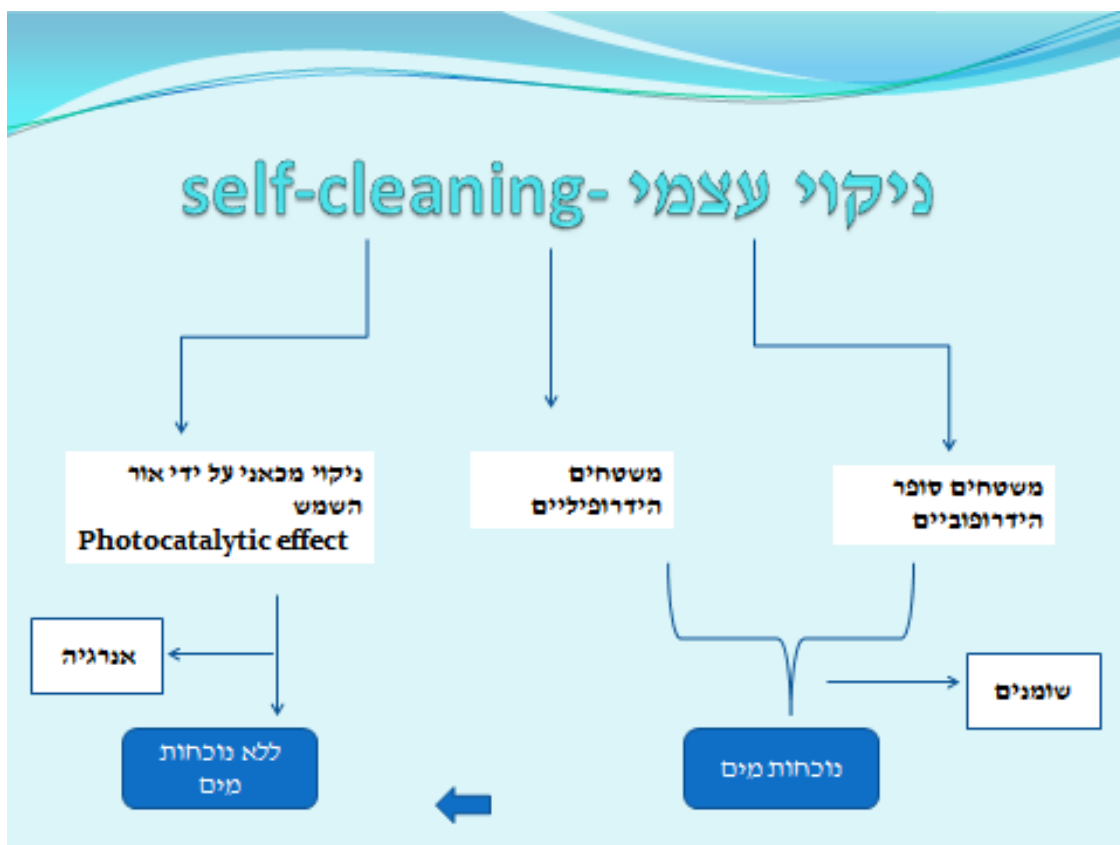 ניקוי עצמי -self-cleaning
משטחים סופר
הידרופוביים
משטחים
הידרופיליים
ניקוי מכאני על ידי אור
השמש
Photocatalytic effect
שומנים
אנרגיה
נוכחות מים
ללא נוכחות
מים